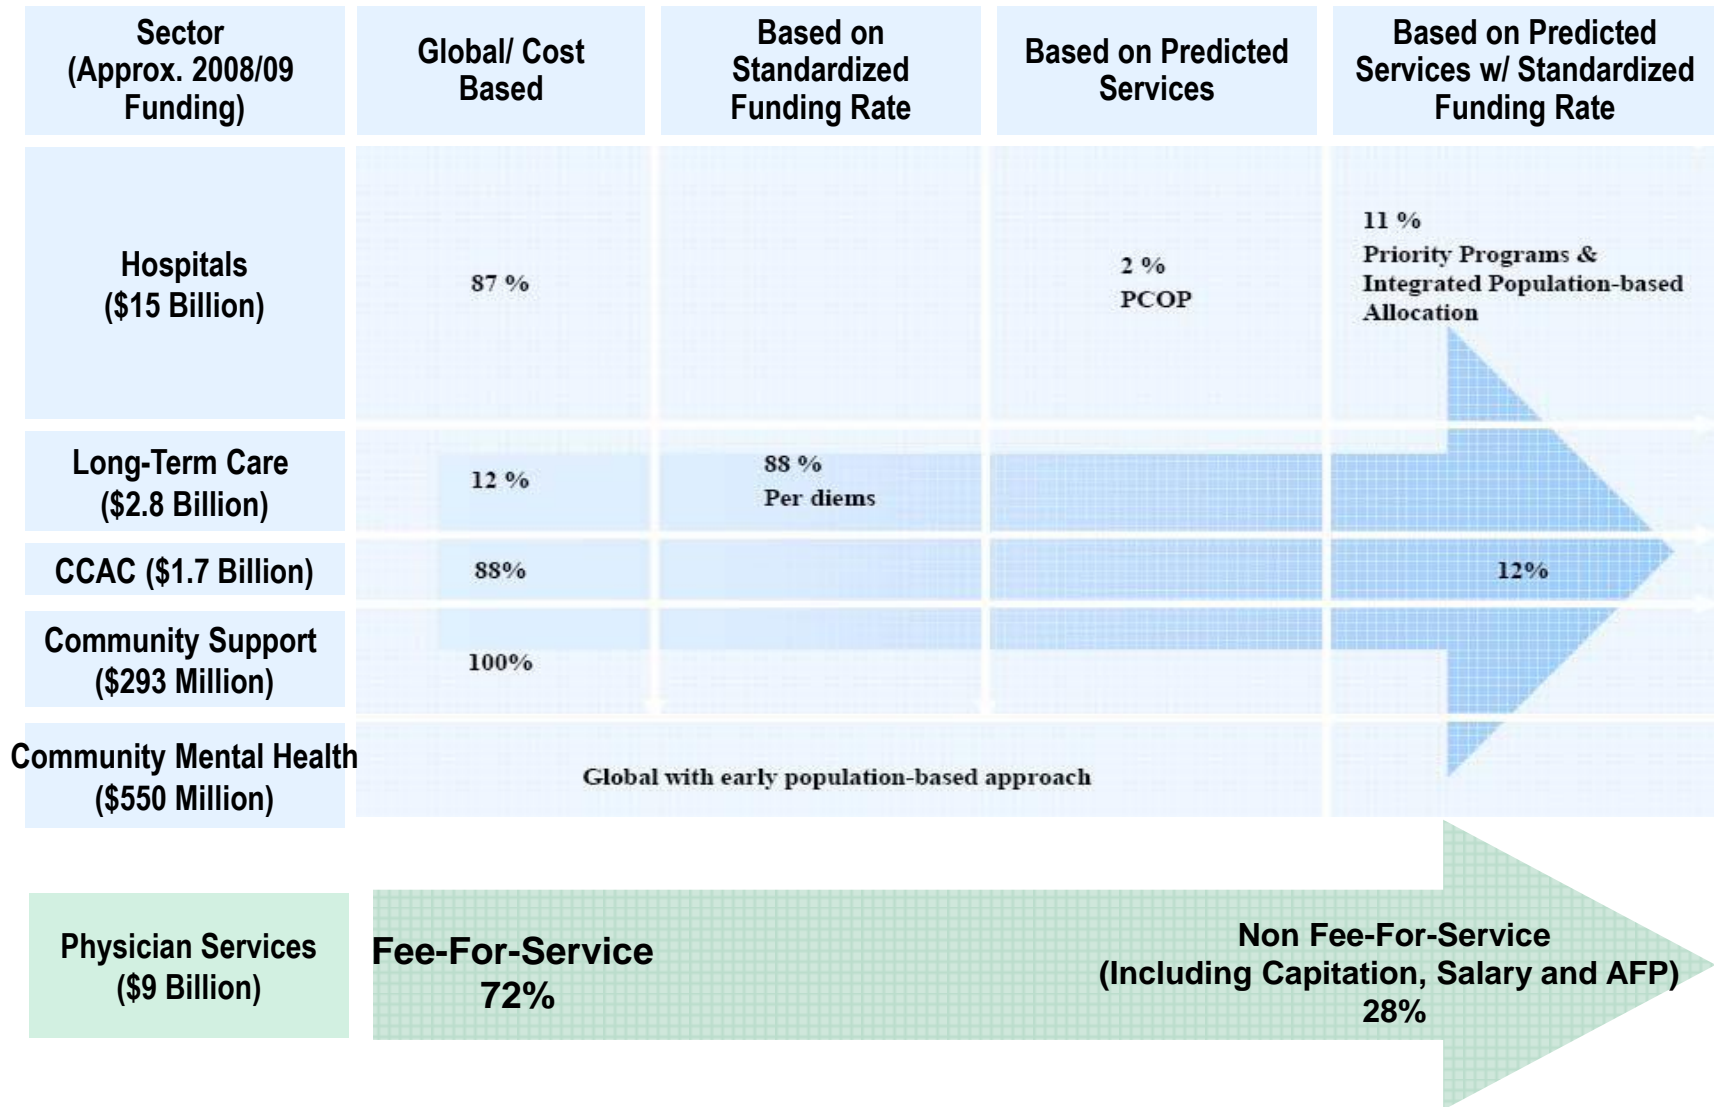 Sector
(Approx. 2008/09
Funding)
Global/ Cost
Based
Based on
Standardized
Funding Rate
Based on Predicted
Services
Based on Predicted
Services w/ Standardized
Funding Rate
Hospitals
($15 Billion)
87 %
2 %
PCOP
11 %
Priority Programs &
Integrated Population-based
Allocation
Long-Term Care
($2.8 Billion)
12 %
88 %
Per diems
CCAC ($1.7 Billion)
88%
12%
Community Support
($293 Million)
100%
Community Mental Health
($550 Million)
Global with early population-based approach
Physician Services
($9 Billion)
Fee-For-Service
72%
Non Fee-For-Service
(Including Capitation, Salary and AFP)
28%